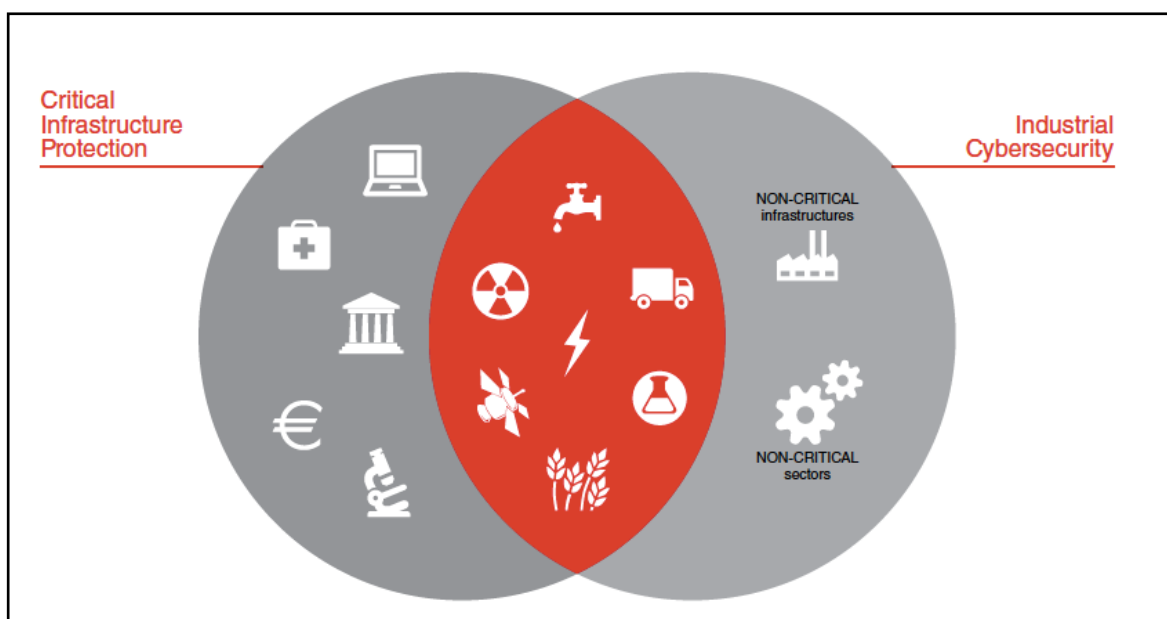 Critical
Infrastructure
Protection
Industrial
Cybersecurity
NON-CRITICAL
infrastructures
€
NON-CRITICAL
sectors